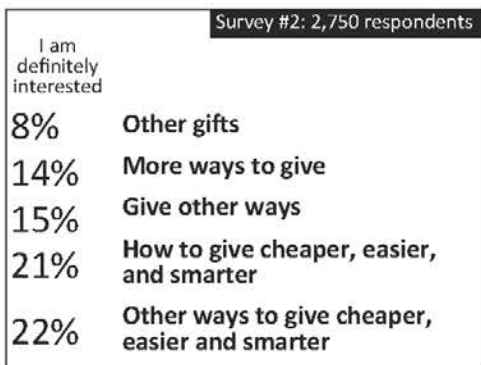 Survey #2: 2,750 respondents
I am
definitely
interested
8% Other gifts
14% More ways to give
15% Give other ways
21% How to give cheaper, easier,
and smarter
22% Other ways to give cheaper,
easier and smarter